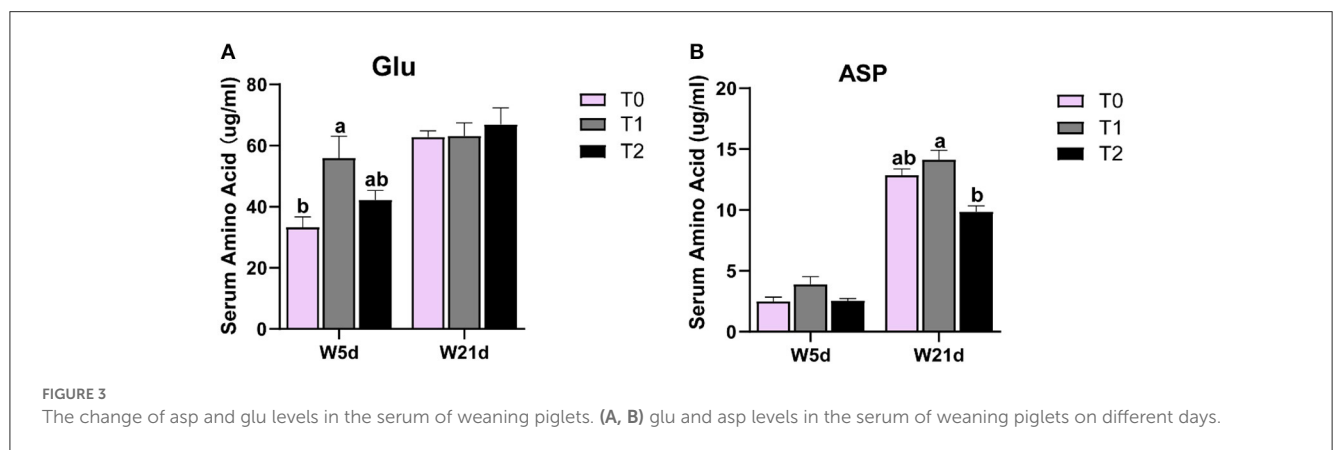 A
Glu
Serum Amino Acid (ug/ml)
80
60
40
20
0
b
a
ab
W5d
W21d
T0
T1
T2
B
ASP
Serum Amino Acid (ug/ml)
20
15
10
5
0
ab
a
b
W5d
W21d
T0
T1
T2
FIGURE 3
The change of asp and glu levels in the serum of weaning piglets. (A, B) glu and asp levels in the serum of weaning piglets on different days.